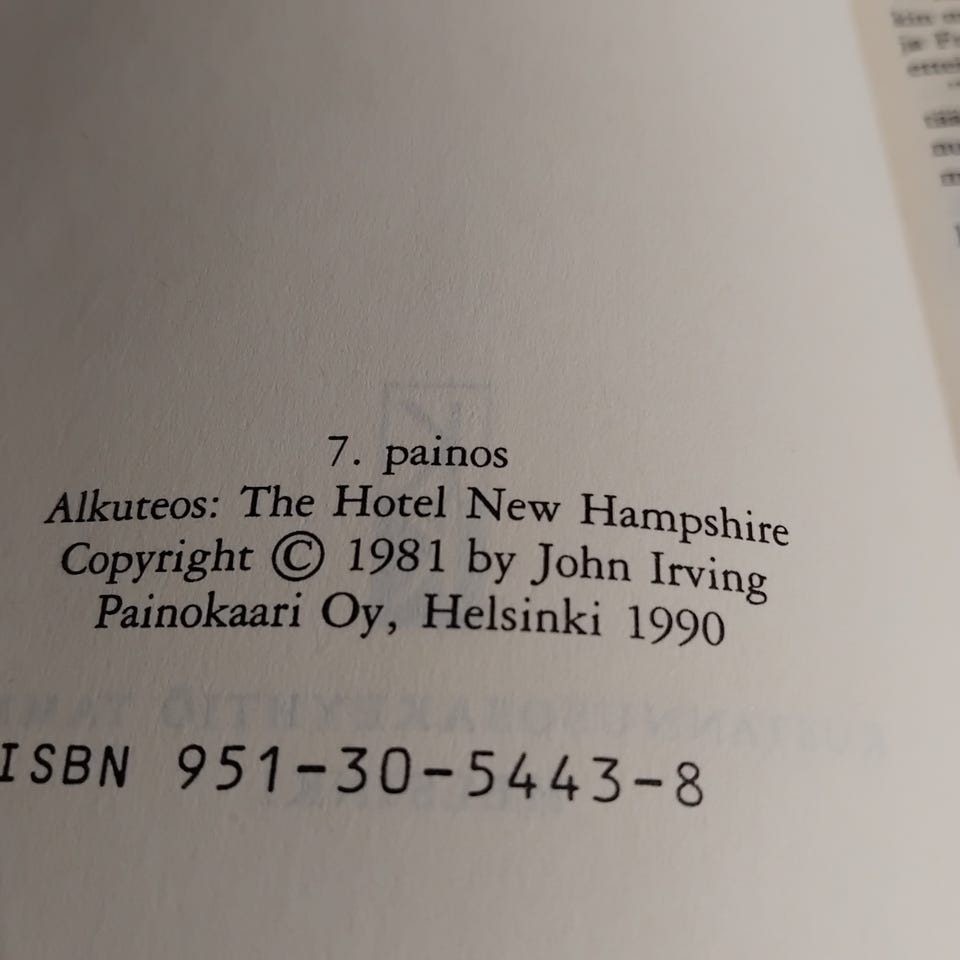 7. painos
Alkuteos: The Hotel New Hampshire
Copyright © 1981 by John Irving
Painokaari Oy, Helsinki 1990
ISBN 951-30-5443-8